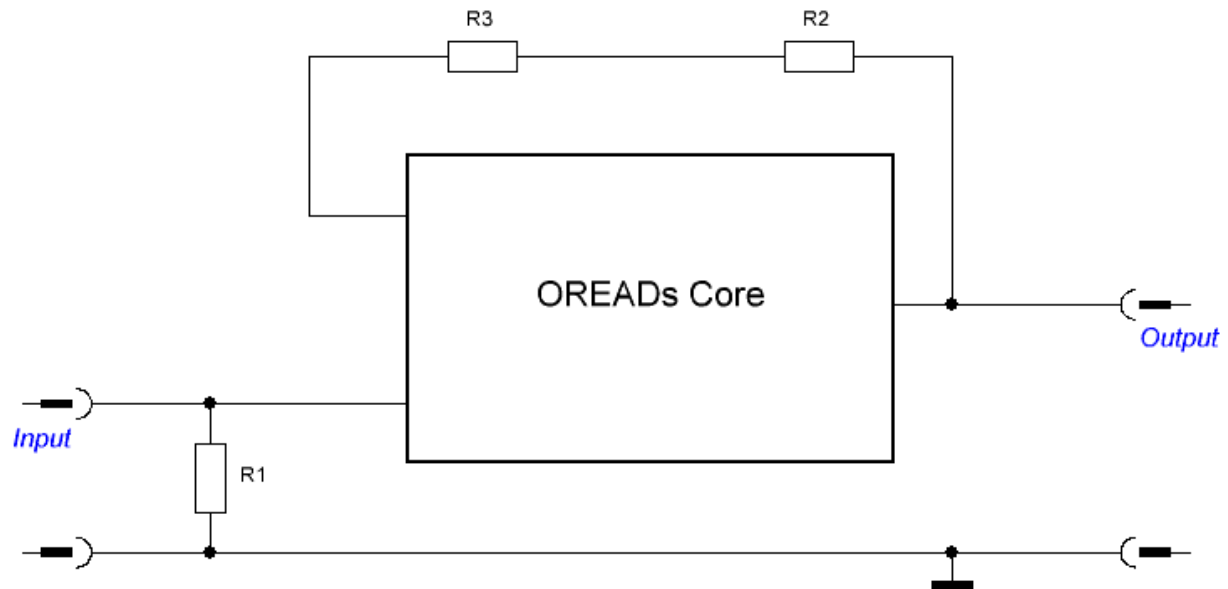 R3
R2
OREADs Core
Output
Input
R1